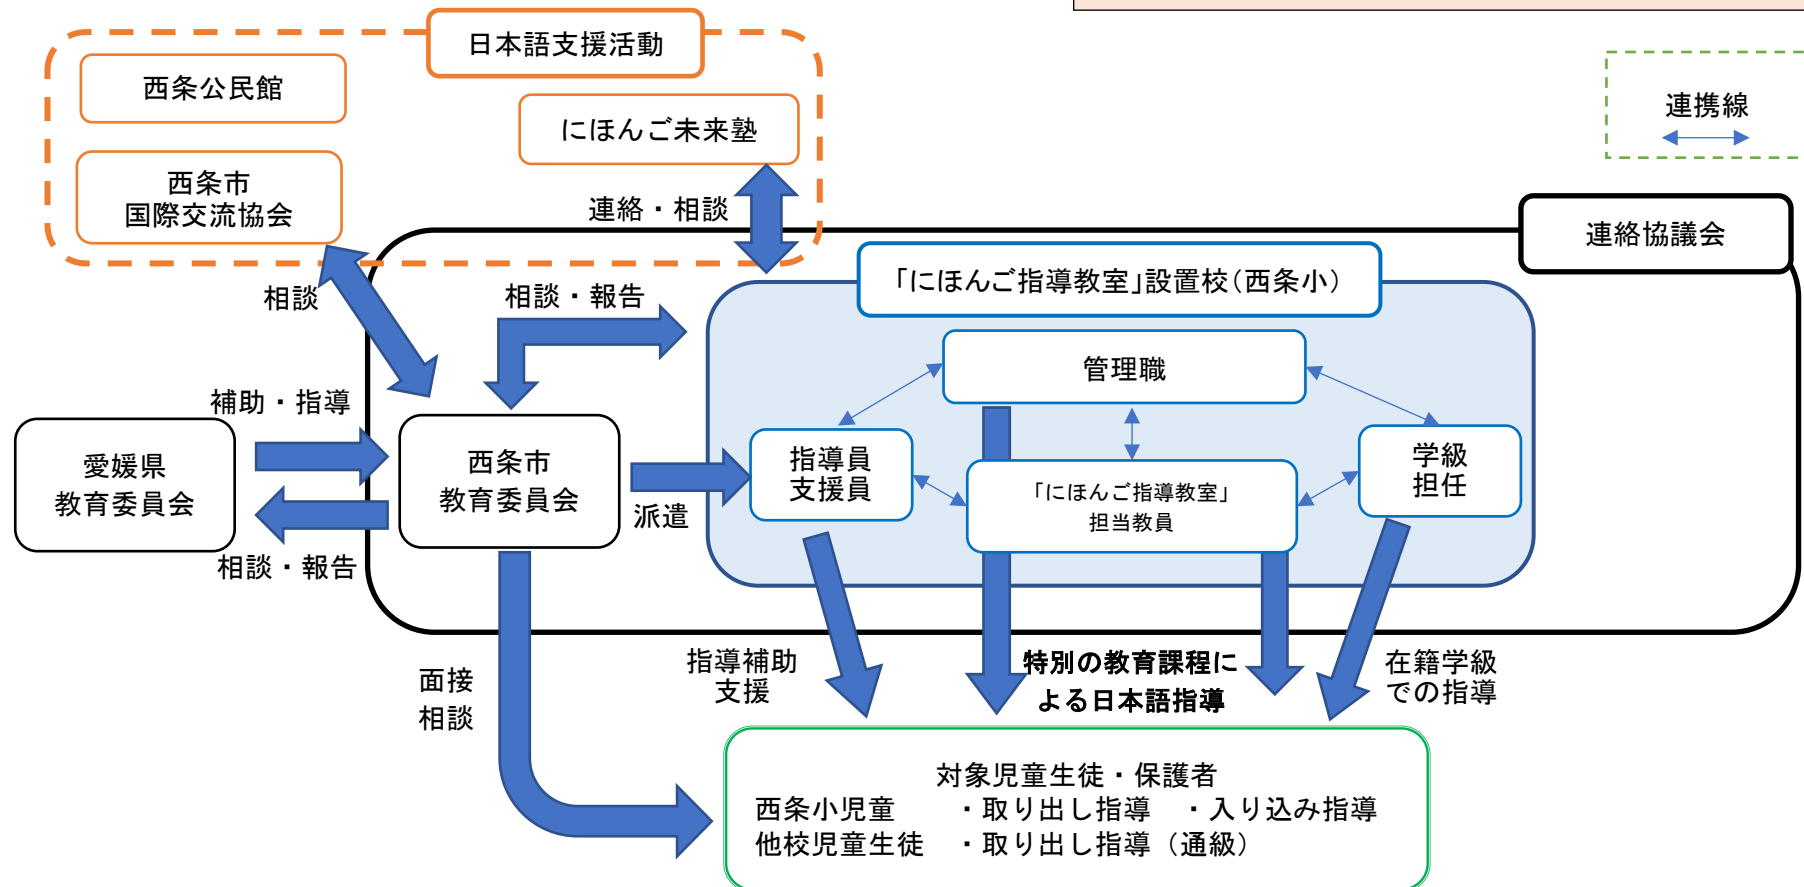 日本語支援活動
西条公民館
にほんご未来塾
連携線
西条市
国際交流協会
連絡・相談
連絡協議会
「にほんご指導教室」設置校（西条小）
相談
相談・報告
管理職
補助・指導
愛媛県
教育委員会
西条市
教育委員会
派遣
指導員
支援員
「にほんご指導教室」
担当教員
学級
担任
相談・報告
面接
相談
指導補助
支援
特別の教育課程に
よる日本語指導
在籍学級
での指導
対象児童生徒・保護者
西条小児童　・取り出し指導　・入り込み指導
他校児童生徒　・取り出し指導（通級）